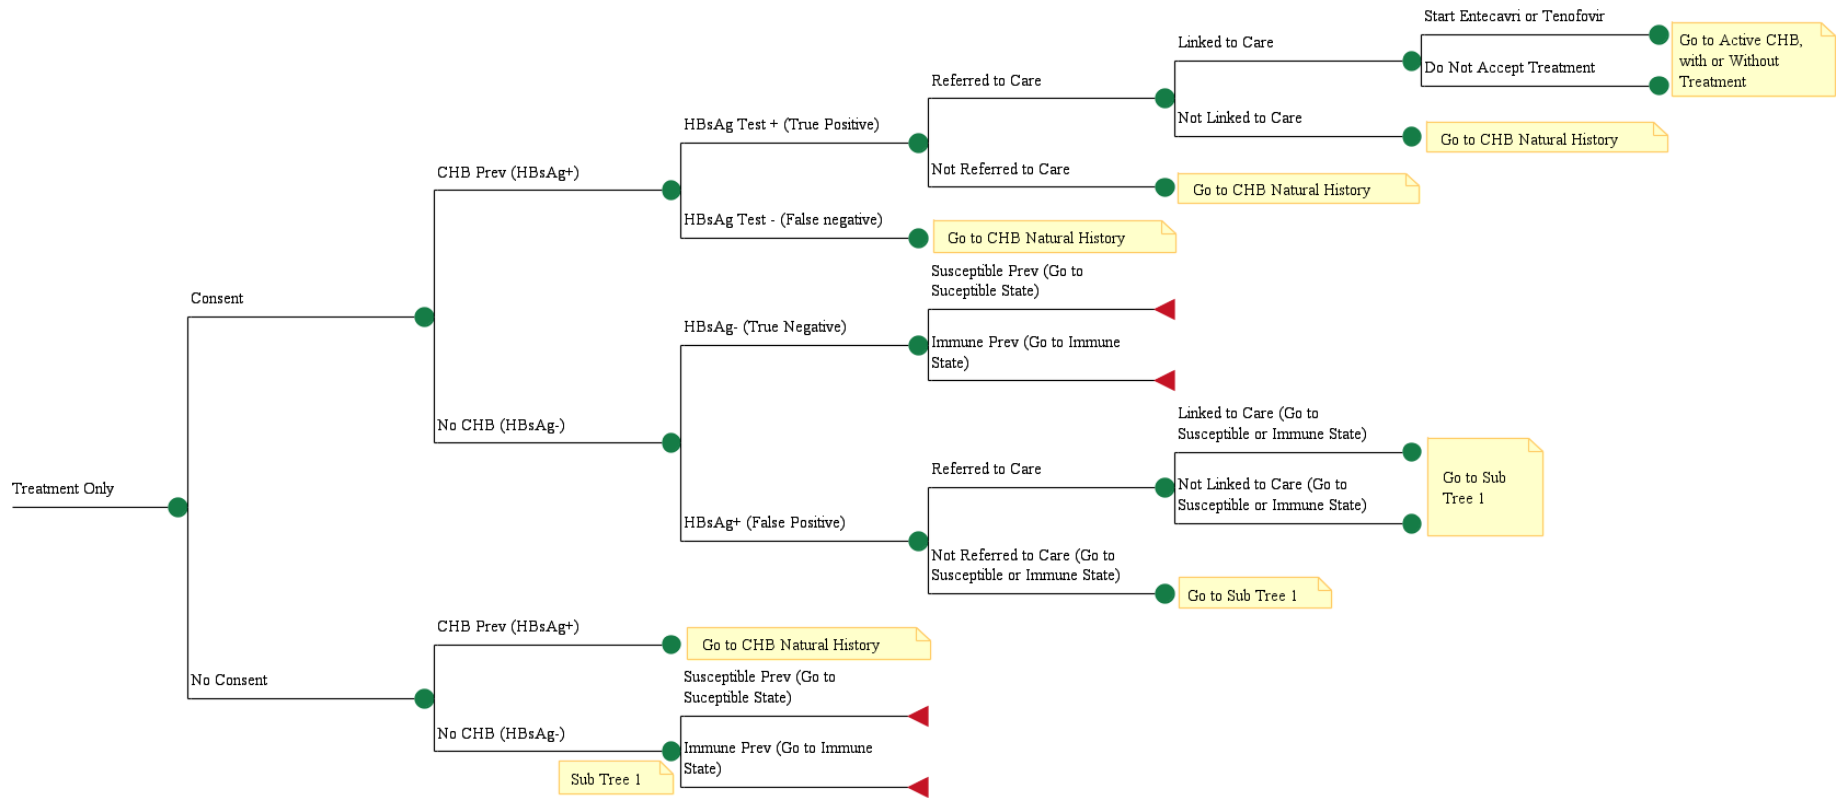 Start Entecavri or Tenofovir
Linked to Care
Go to Active CHB,
with or Without
Treatment
Do Not Accept Treatment
Referred to Care
Not Linked to Care
Go to CHB Natural History
HBsAg Test + (True Positive)
Not Referred to Care
Go to CHB Natural History
CHB Prev (HBsAg+)
HBsAg Test - (False negative)
Go to CHB Natural History
Susceptible Prev (Go to
Suceptible State)
Consent
HBsAg- (True Negative)
Immune Prev (Go to Immune
State)
No CHB (HBsAg-)
Linked to Care (Go to
Susceptible or Immune State)
Referred to Care
Go to Sub
Tree 1
Not Linked to Care (Go to
Susceptible or Immune State)
Treatment Only
HBsAg+ (False Positive)
Not Referred to Care (Go to
Susceptible or Immune State)
Go to Sub Tree 1
CHB Prev (HBsAg+)
Go to CHB Natural History
No Consent
Susceptible Prev (Go to
Suceptible State)
No CHB (HBsAg-)
Immune Prev (Go to Immune
State)
Sub Tree 1